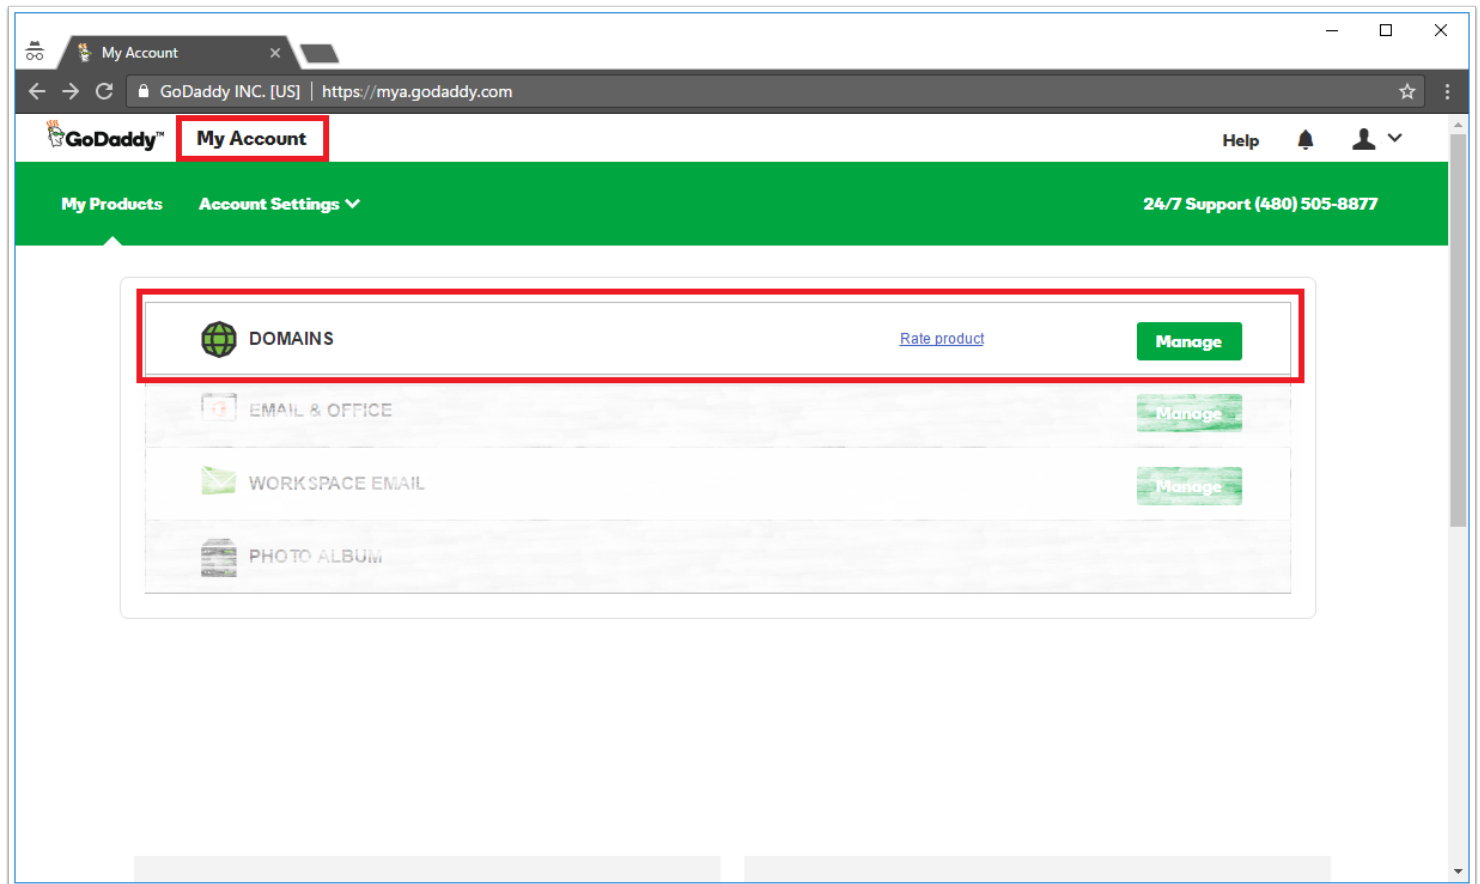 My Account
GoDaddy INC. [US] | https://mya.godaddy.com
GoDaddy™ My Account Help
My Products Account Settings 24/7 Support (480) 505-8877
DOMAINS Rate product Manage
EMAIL & OFFICE Manage
WORKSPACE EMAIL Manage
PHOTO ALBUM